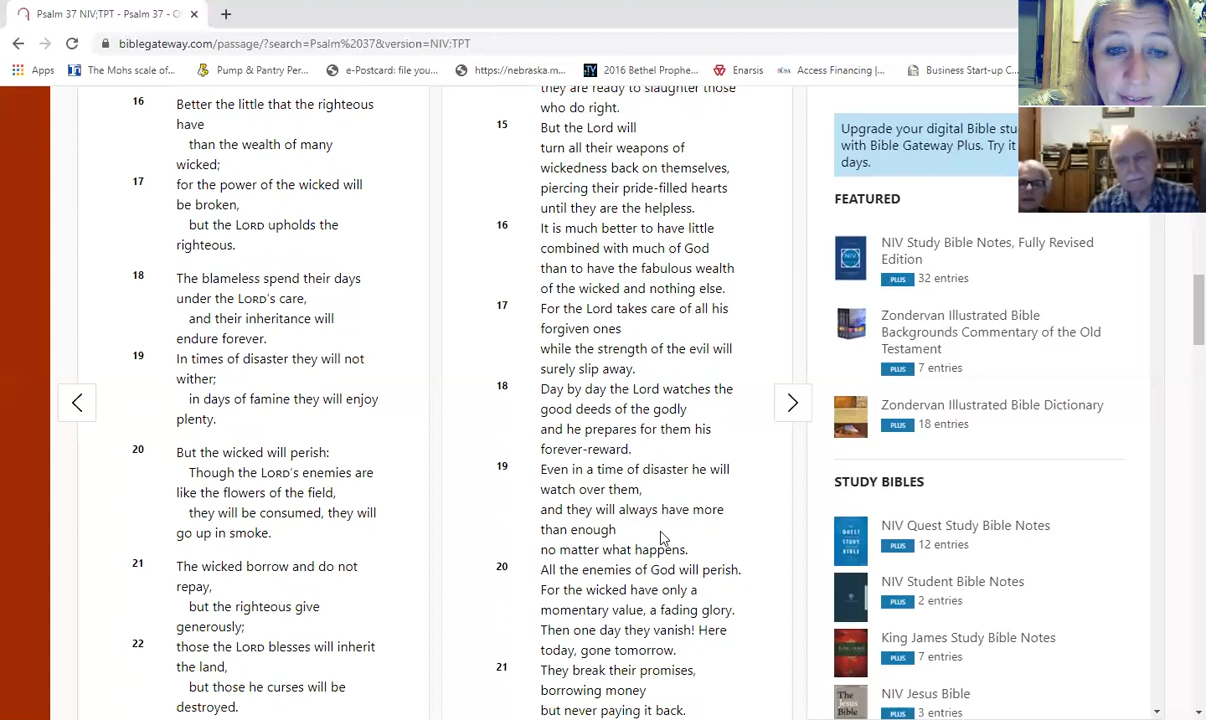 Psalm 37 NIV;TPT - Psalm 37 - C
biblegateway.com/passage/?search=Psalm%2037&version=NIV;TPT
Apps
The Mohs scale of...
Pump & Pantry Per...
e-Postcard: file you...
https://nebraska.m...
2016 Bethel Prophe...
Enarsis
Access Financing |...
Business Start-up C
16 Better the little that the righteous
have
than the wealth of many
wicked;
17 for the power of the wicked will
be broken,
but the LORD upholds the
righteous.
18 The blameless spend their days
under the LORD's care,
and their inheritance will
endure forever.
19 In times of disaster they will not
wither;
in days of famine they will enjoy
plenty.
20 But the wicked will perish:
Though the LORD's enemies are
like the flowers of the field,
they will be consumed, they will
go up in smoke.
21 The wicked borrow and do not
repay,
but the righteous give
generously;
22 those the LORD blesses will inherit
the land,
but those he curses will be
destroyed.
they are ready to slaughter those
who do right.
15 But the Lord will
turn all their weapons of
wickedness back on themselves,
piercing their pride-filled hearts
until they are the helpless.
16 It is much better to have little
combined with much of God
than to have the fabulous wealth
of the wicked and nothing else.
17 For the Lord takes care of all his
forgiven ones
while the strength of the evil will
surely slip away.
18 Day by day the Lord watches the
good deeds of the godly
and he prepares for them his
forever-reward.
19 Even in a time of disaster he will
watch over them,
and they will always have more
than enough
no matter what happens.
20 All the enemies of God will perish.
For the wicked have only a
momentary value, a fading glory.
Then one day they vanish! Here
today, gone tomorrow.
21 They break their promises,
borrowing money
but never paying it back.
Upgrade your digital Bible stu
with Bible Gateway Plus. Try it
days.
FEATURED
NIV Study Bible Notes, Fully Revised
Edition
PLUS 32 entries
Zondervan Illustrated Bible
Backgrounds Commentary of the Old
Testament
PLUS 7 entries
Zondervan Illustrated Bible Dictionary
PLUS 18 entries
STUDY BIBLES
NIV Quest Study Bible Notes
PLUS 12 entries
NIV Student Bible Notes
PLUS 2 entries
King James Study Bible Notes
PLUS 7 entries
NIV Jesus Bible
PLUS 3 entries